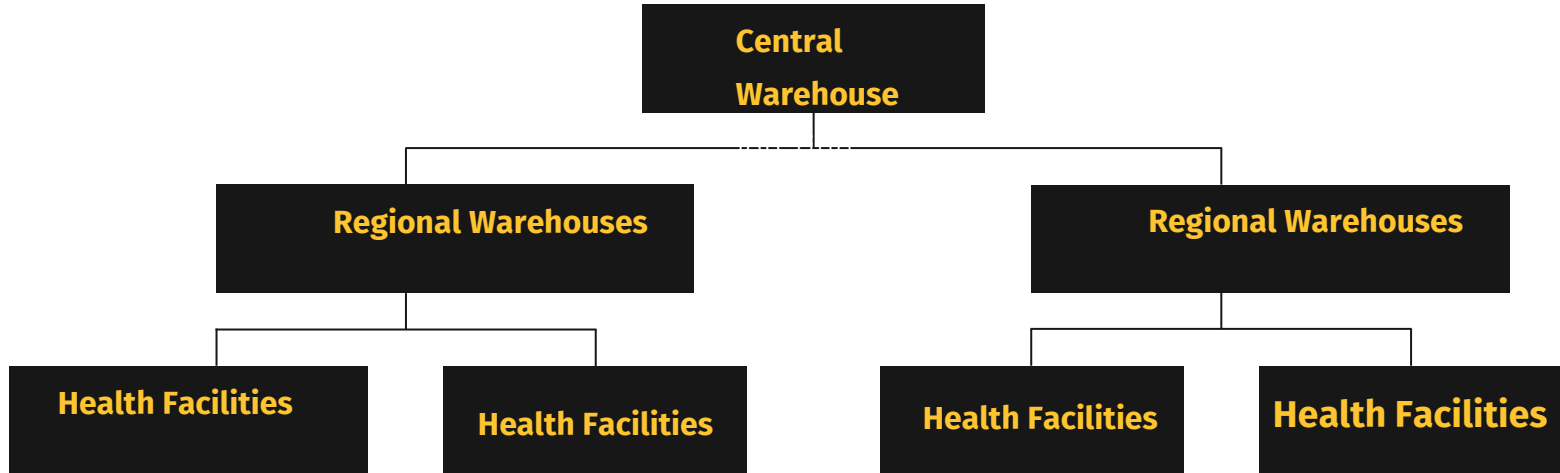 Central
Warehouse
Regional Warehouses
Regional Warehouses
Health Facilities
Health Facilities
Health Facilities
Health Facilities